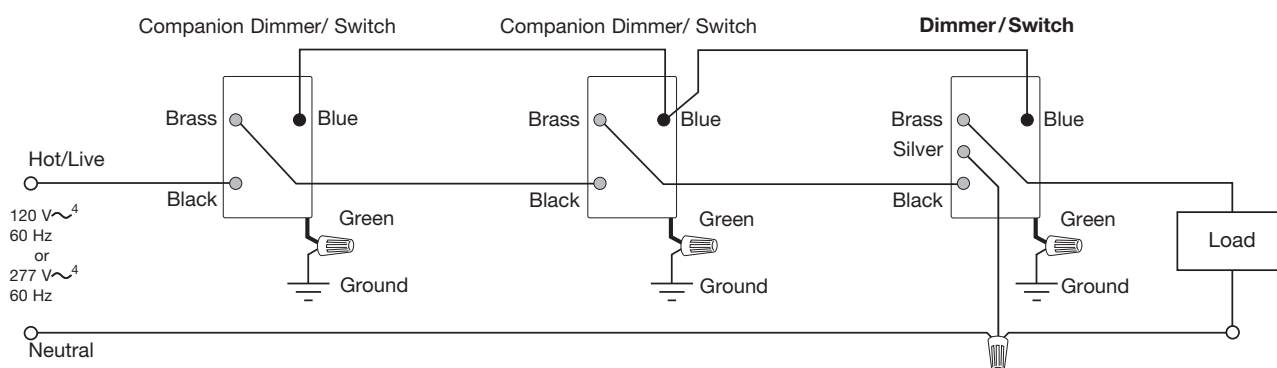 Companion Dimmer/ Switch
Companion Dimmer/ Switch
Dimmer/Switch
Brass
Blue
Brass
Blue
Brass
Blue
Silver
Hot/Live
Black
Black
Black
120 V~4
60 Hz
or
277 V~4
60 Hz
Green
Green
Green
Load
Ground
Ground
Ground
Neutral